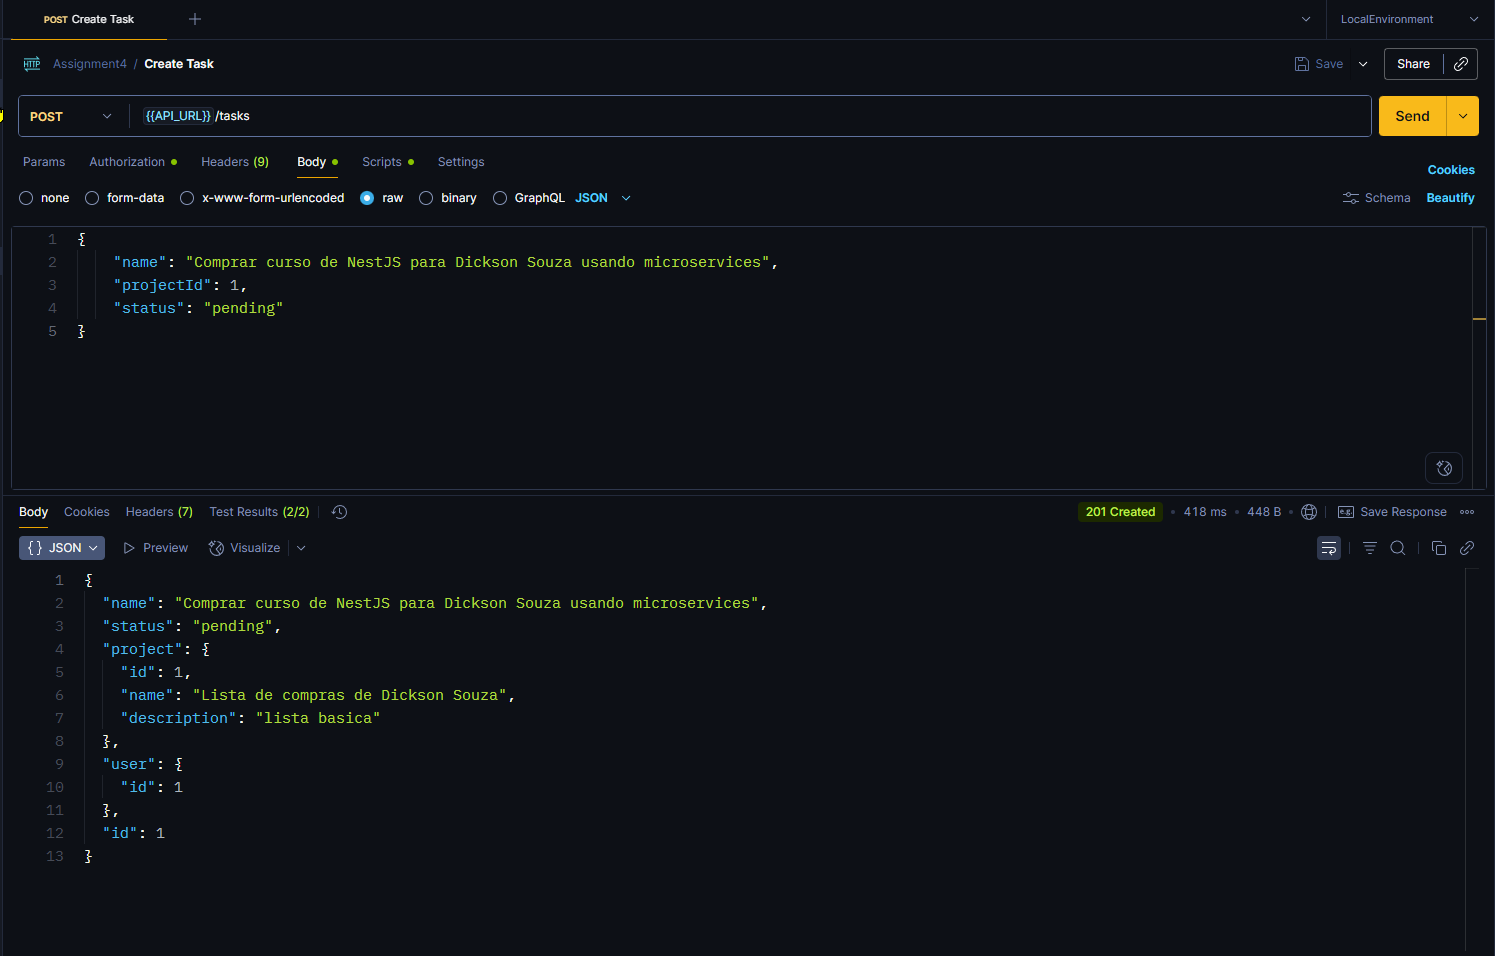 POST Create Task
LocalEnvironment
HTTP Assignment4 / Create Task
Save
Share
POST
{{API_URL}} /tasks
Send
Params Authorization Headers (9) Body Scripts Settings
Cookies
none form-data x-www-form-urlencoded raw binary GraphQL JSON
Schema Beautify
1 {
2 "name": "Comprar curso de NestJS para Dickson Souza usando microservices",
3 "projectId": 1,
4 "status": "pending"
5 }
Body Cookies Headers (7) Test Results (2/2)
201 Created • 418 ms • 448 B •
e.g. Save Response
{} JSON Preview Visualize
1 {
2 "name": "Comprar curso de NestJS para Dickson Souza usando microservices",
3 "status": "pending",
4 "project": {
5 "id": 1,
6 "name": "Lista de compras de Dickson Souza",
7 "description": "lista basica"
8 },
9 "user": {
10 "id": 1
11 },
12 "id": 1
13 }